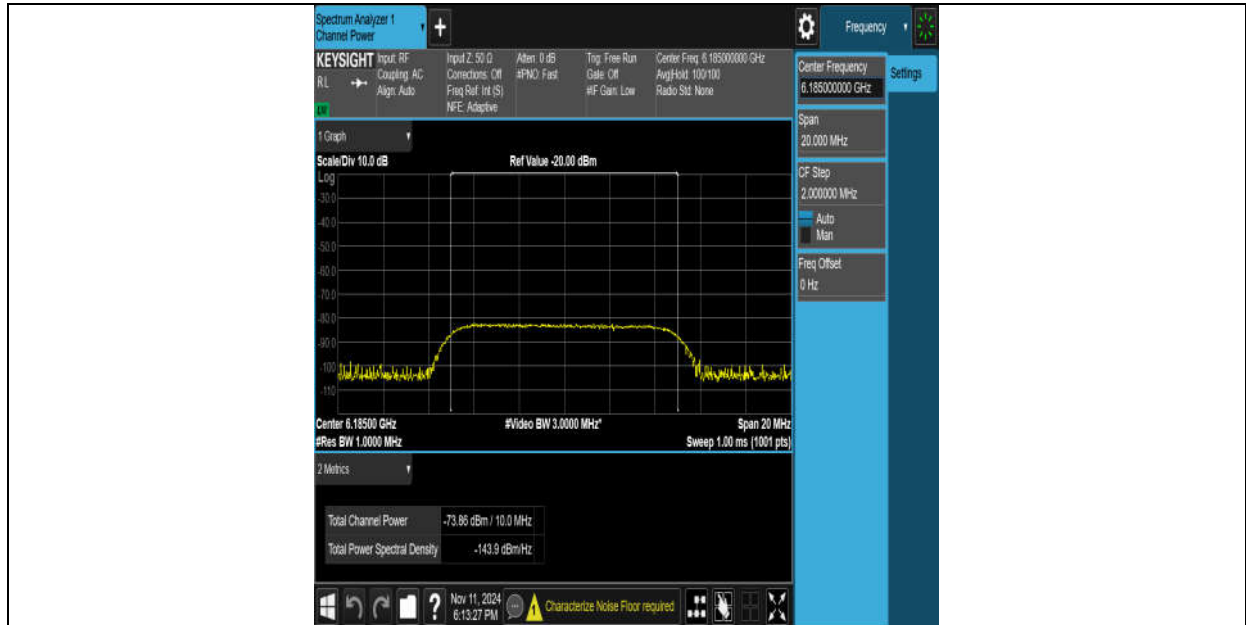 Spectrum Analyzer 1
Channel Power
Frequency
KEYSIGHT
RL
Input: RF
Coupling: AC
Align: Auto
Input Z: 50 Ω
Corrections: Off
Freq Ref: Int (S)
NFE: Adaptive
Atten: 0 dB
#PNO: Fast
Trig: Free Run
Gate: Off
#IF Gain: Low
Center Freq: 6.185000000 GHz
Avg|Hold: 100/100
Radio Std: None
Center Frequency
6.185000000 GHz
Settings
Span
20.000 MHz
CF Step
2.000000 MHz
Auto
Man
Freq Offset
0 Hz
1 Graph
Scale/Div 10.0 dB
Ref Value -20.00 dBm
Log
-30.0
-40.0
-50.0
-60.0
-70.0
-80.0
-90.0
-100
-110
Center 6.18500 GHz
#Video BW 3.0000 MHz*
Span 20 MHz
#Res BW 1.0000 MHz
Sweep 1.00 ms (1001 pts)
2 Metrics
Total Channel Power -73.86 dBm / 10.0 MHz
Total Power Spectral Density -143.9 dBm/Hz
?
Nov 11, 2024
6:13:27 PM
Characterize Noise Floor required